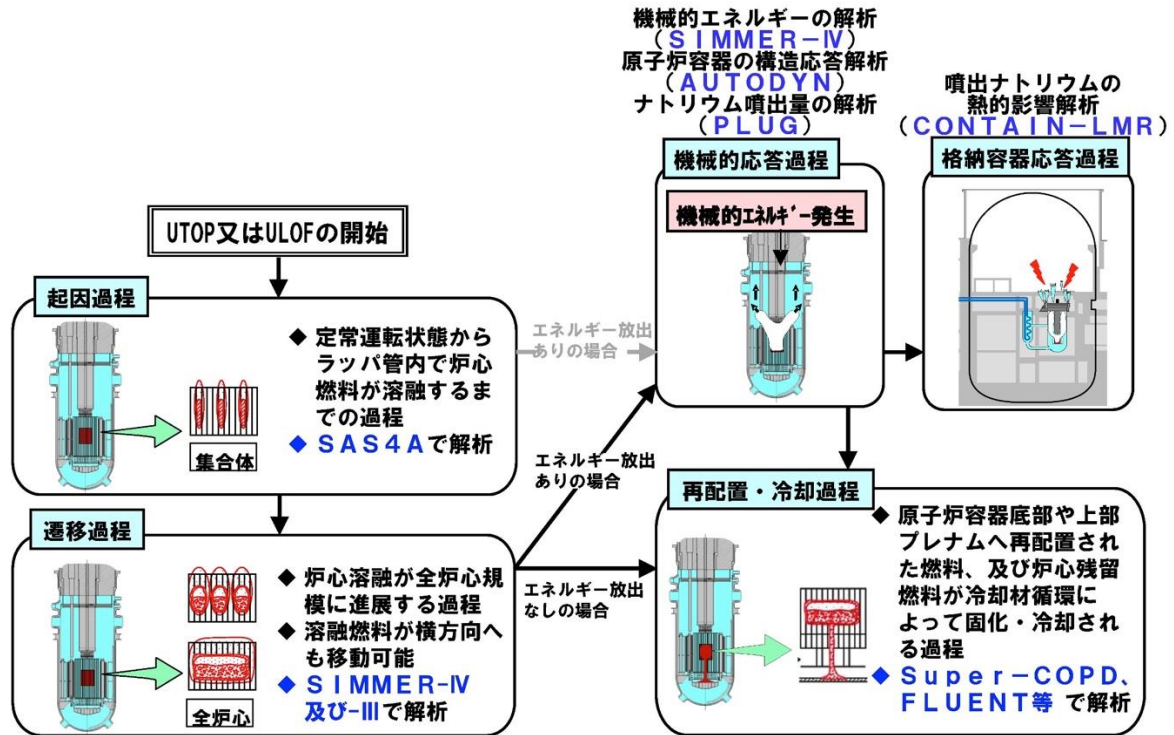 機械的エネルギーの解析
（ＳＩＭＭＥＲ－Ⅳ）
原子炉容器の構造応答解析
（ＡＵＴＯＤＹＮ）
ナトリウム噴出量の解析
（ＰＬＵＧ）
噴出ナトリウムの
熱的影響解析
（ＣＯＮＴＡＩＮ－ＬＭＲ）
機械的応答過程
機械的ｴﾈﾙｷﾞｰ発生
格納容器応答過程
UTOP又はULOFの開始
起因過程
◆ 定常運転状態から
ラッパ管内で炉心
燃料が溶融するま
での過程
◆ ＳＡＳ４Ａで解析
集合体
エネルギー放出
ありの場合
遷移過程
◆ 炉心溶融が全炉心規
模に進展する過程
◆ 溶融燃料が横方向へ
も移動可能
◆ ＳＩＭＭＥＲ-Ⅳ
及び-Ⅲで解析
全炉心
エネルギー放出
ありの場合
エネルギー放出
なしの場合
再配置・冷却過程
◆ 原子炉容器底部や上部
プレナムへ再配置され
た燃料、及び炉心残留
燃料が冷却材循環に
よって固化・冷却され
る過程
◆ Ｓｕｐｅｒ－ＣＯＰＤ、
ＦＬＵＥＮＴ等 で解析